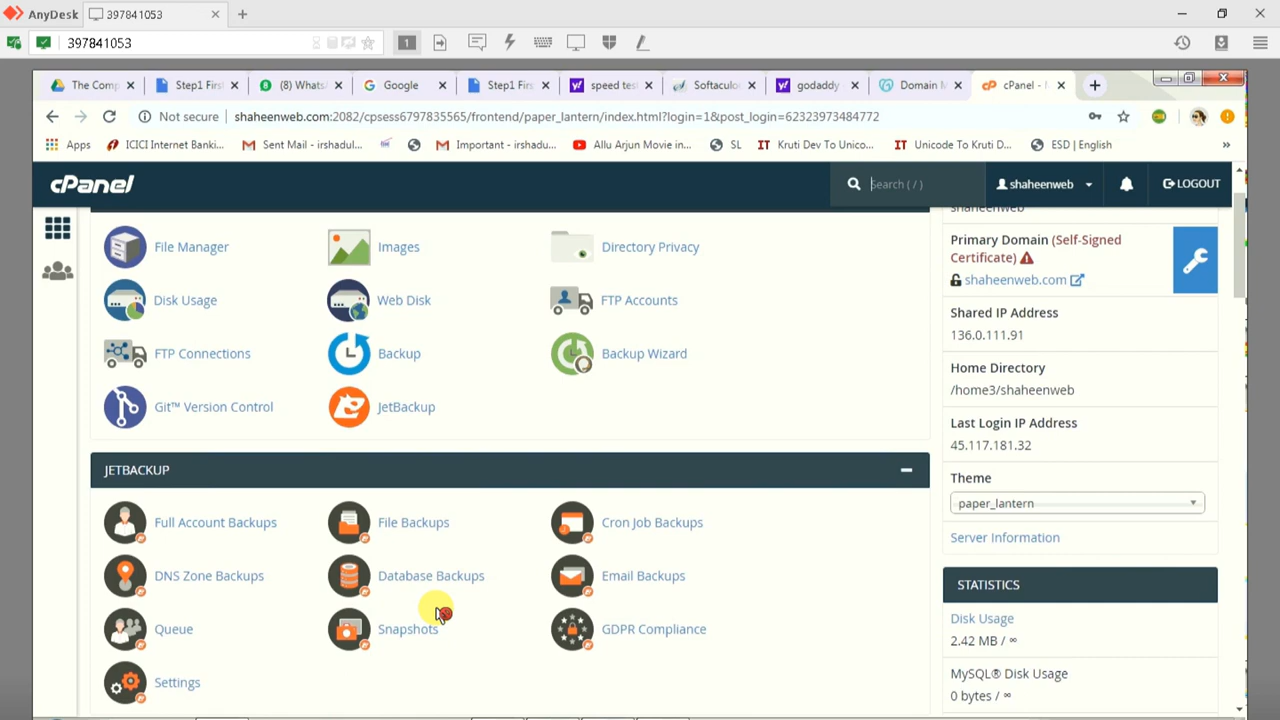 AnyDesk
397841053
397841053
1
The Comp
Step1 Firs
(8) Whats
Google
Step1 Firs
speed tes
Softaculo
godaddy
Domain M
cPanel -
Not secure
shaheenweb.com:2082/cpsess6797835565/frontend/paper_lantern/index.html?login=1&post_login=62323973484772
Apps
ICICI Internet Banki...
Sent Mail - irshadul...
Important - irshadu...
Allu Arjun Movie in...
SL
Kruti Dev To Unico...
Unicode To Kruti D...
ESD | English
»
cPanel
Search ( / )
shaheenweb
LOGOUT
File Manager
Images
Directory Privacy
Disk Usage
Web Disk
FTP Accounts
FTP Connections
Backup
Backup Wizard
Git™ Version Control
JetBackup
JETBACKUP
Full Account Backups
File Backups
Cron Job Backups
DNS Zone Backups
Database Backups
Email Backups
Queue
Snapshots
GDPR Compliance
Settings
shaheenweb
Primary Domain (Self-Signed
Certificate)
shaheenweb.com
Shared IP Address
136.0.111.91
Home Directory
/home3/shaheenweb
Last Login IP Address
45.117.181.32
Theme
paper_lantern
Server Information
STATISTICS
Disk Usage
2.42 MB / ∞
MySQL® Disk Usage
0 bytes / ∞